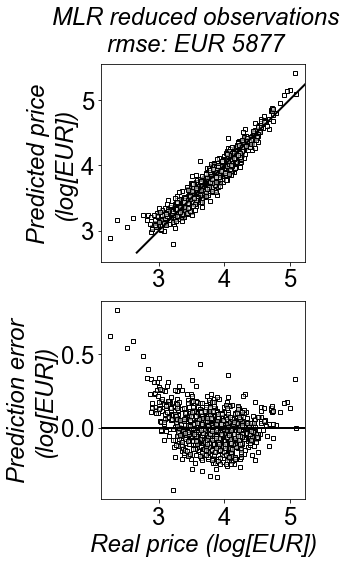 MLR reduced observations
rmse: EUR 5877
Predicted price
(log[EUR])
5
4
3
3 4 5
Prediction error
(log[EUR])
0.5
0.0
3 4 5
Real price (log[EUR])